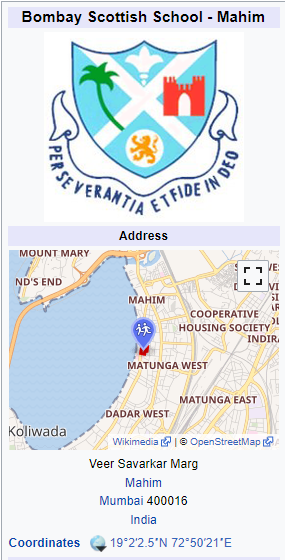 Bombay Scottish School - Mahim
PERSEVERANTIA ET FIDE IN DEO
Address
MOUNT MARY
ND'S END
MAHIM
COOPERATIVE
HOUSING SOCIETY
INDIRA
MATUNGA WEST
MATUNGA EAST
DADAR WEST
Koliwada
Wikimedia | © OpenStreetMap
Veer Savarkar Marg
Mahim
Mumbai 400016
India
Coordinates 19°2′2.5″N 72°50′21″E